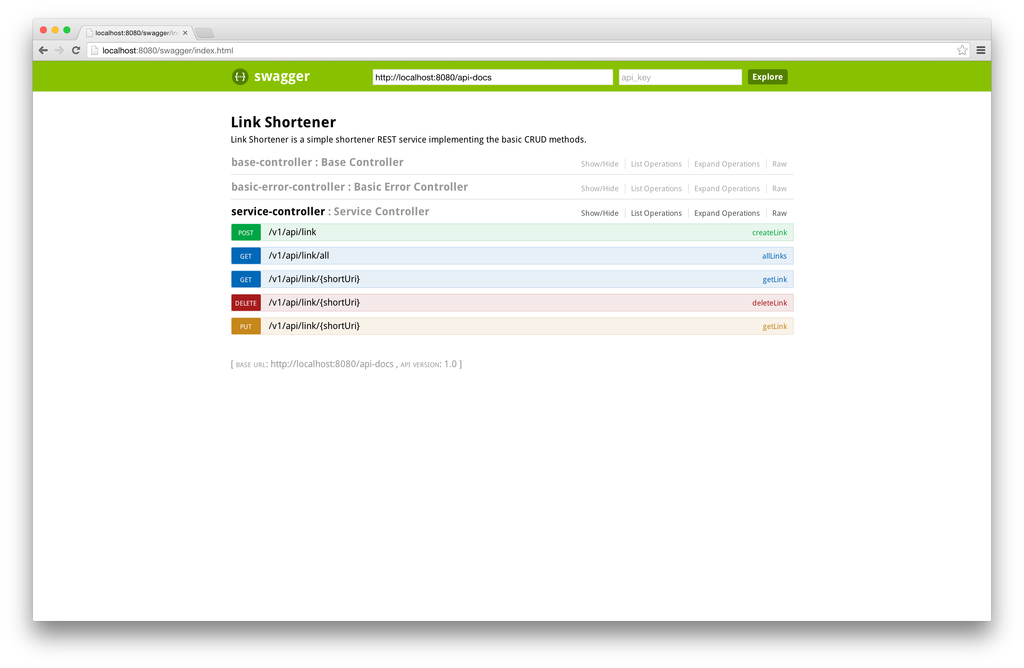 localhost:8080/swagger/in
localhost:8080/swagger/index.html
swagger http://localhost:8080/api-docs api_key Explore
Link Shortener
Link Shortener is a simple shortener REST service implementing the basic CRUD methods.
base-controller : Base Controller Show/Hide List Operations Expand Operations Raw
basic-error-controller : Basic Error Controller Show/Hide List Operations Expand Operations Raw
service-controller : Service Controller Show/Hide List Operations Expand Operations Raw
POST /v1/api/link createLink
GET /v1/api/link/all allLinks
GET /v1/api/link/{shortUri} getLink
DELETE /v1/api/link/{shortUri} deleteLink
PUT /v1/api/link/{shortUri} getLink
[ BASE URL: http://localhost:8080/api-docs , API VERSION: 1.0 ]